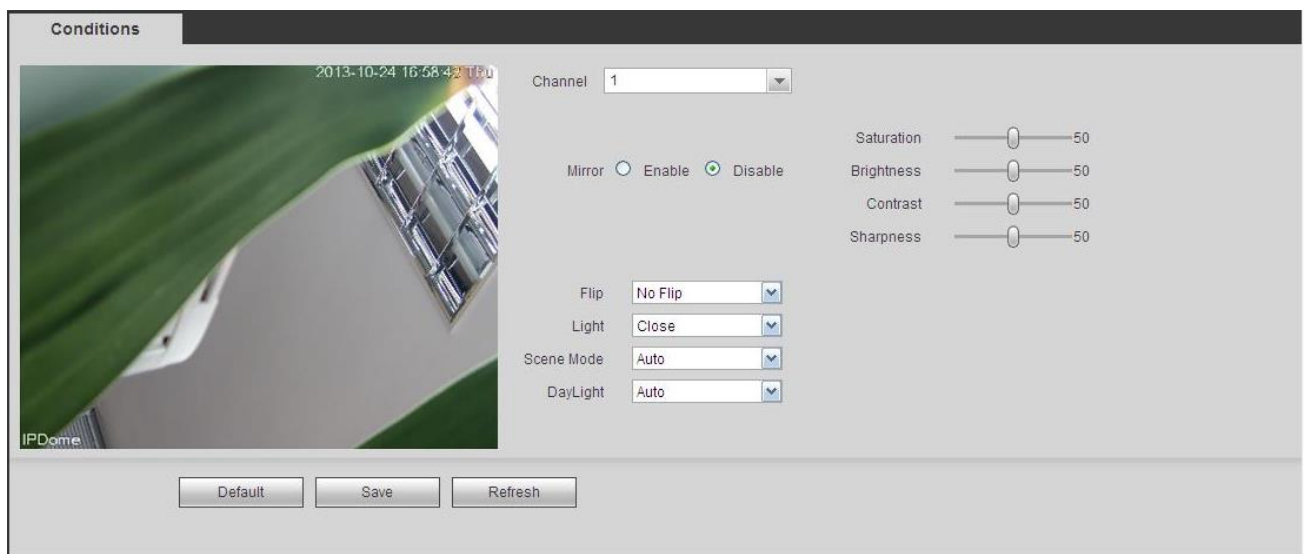 Conditions
2013-10-24 16:58:42 Thu
Channel 1
Saturation 50
Mirror Enable Disable Brightness 50
Contrast 50
Sharpness 50
Flip No Flip
Light Close
Scene Mode Auto
DayLight Auto
IPDome
Default Save Refresh